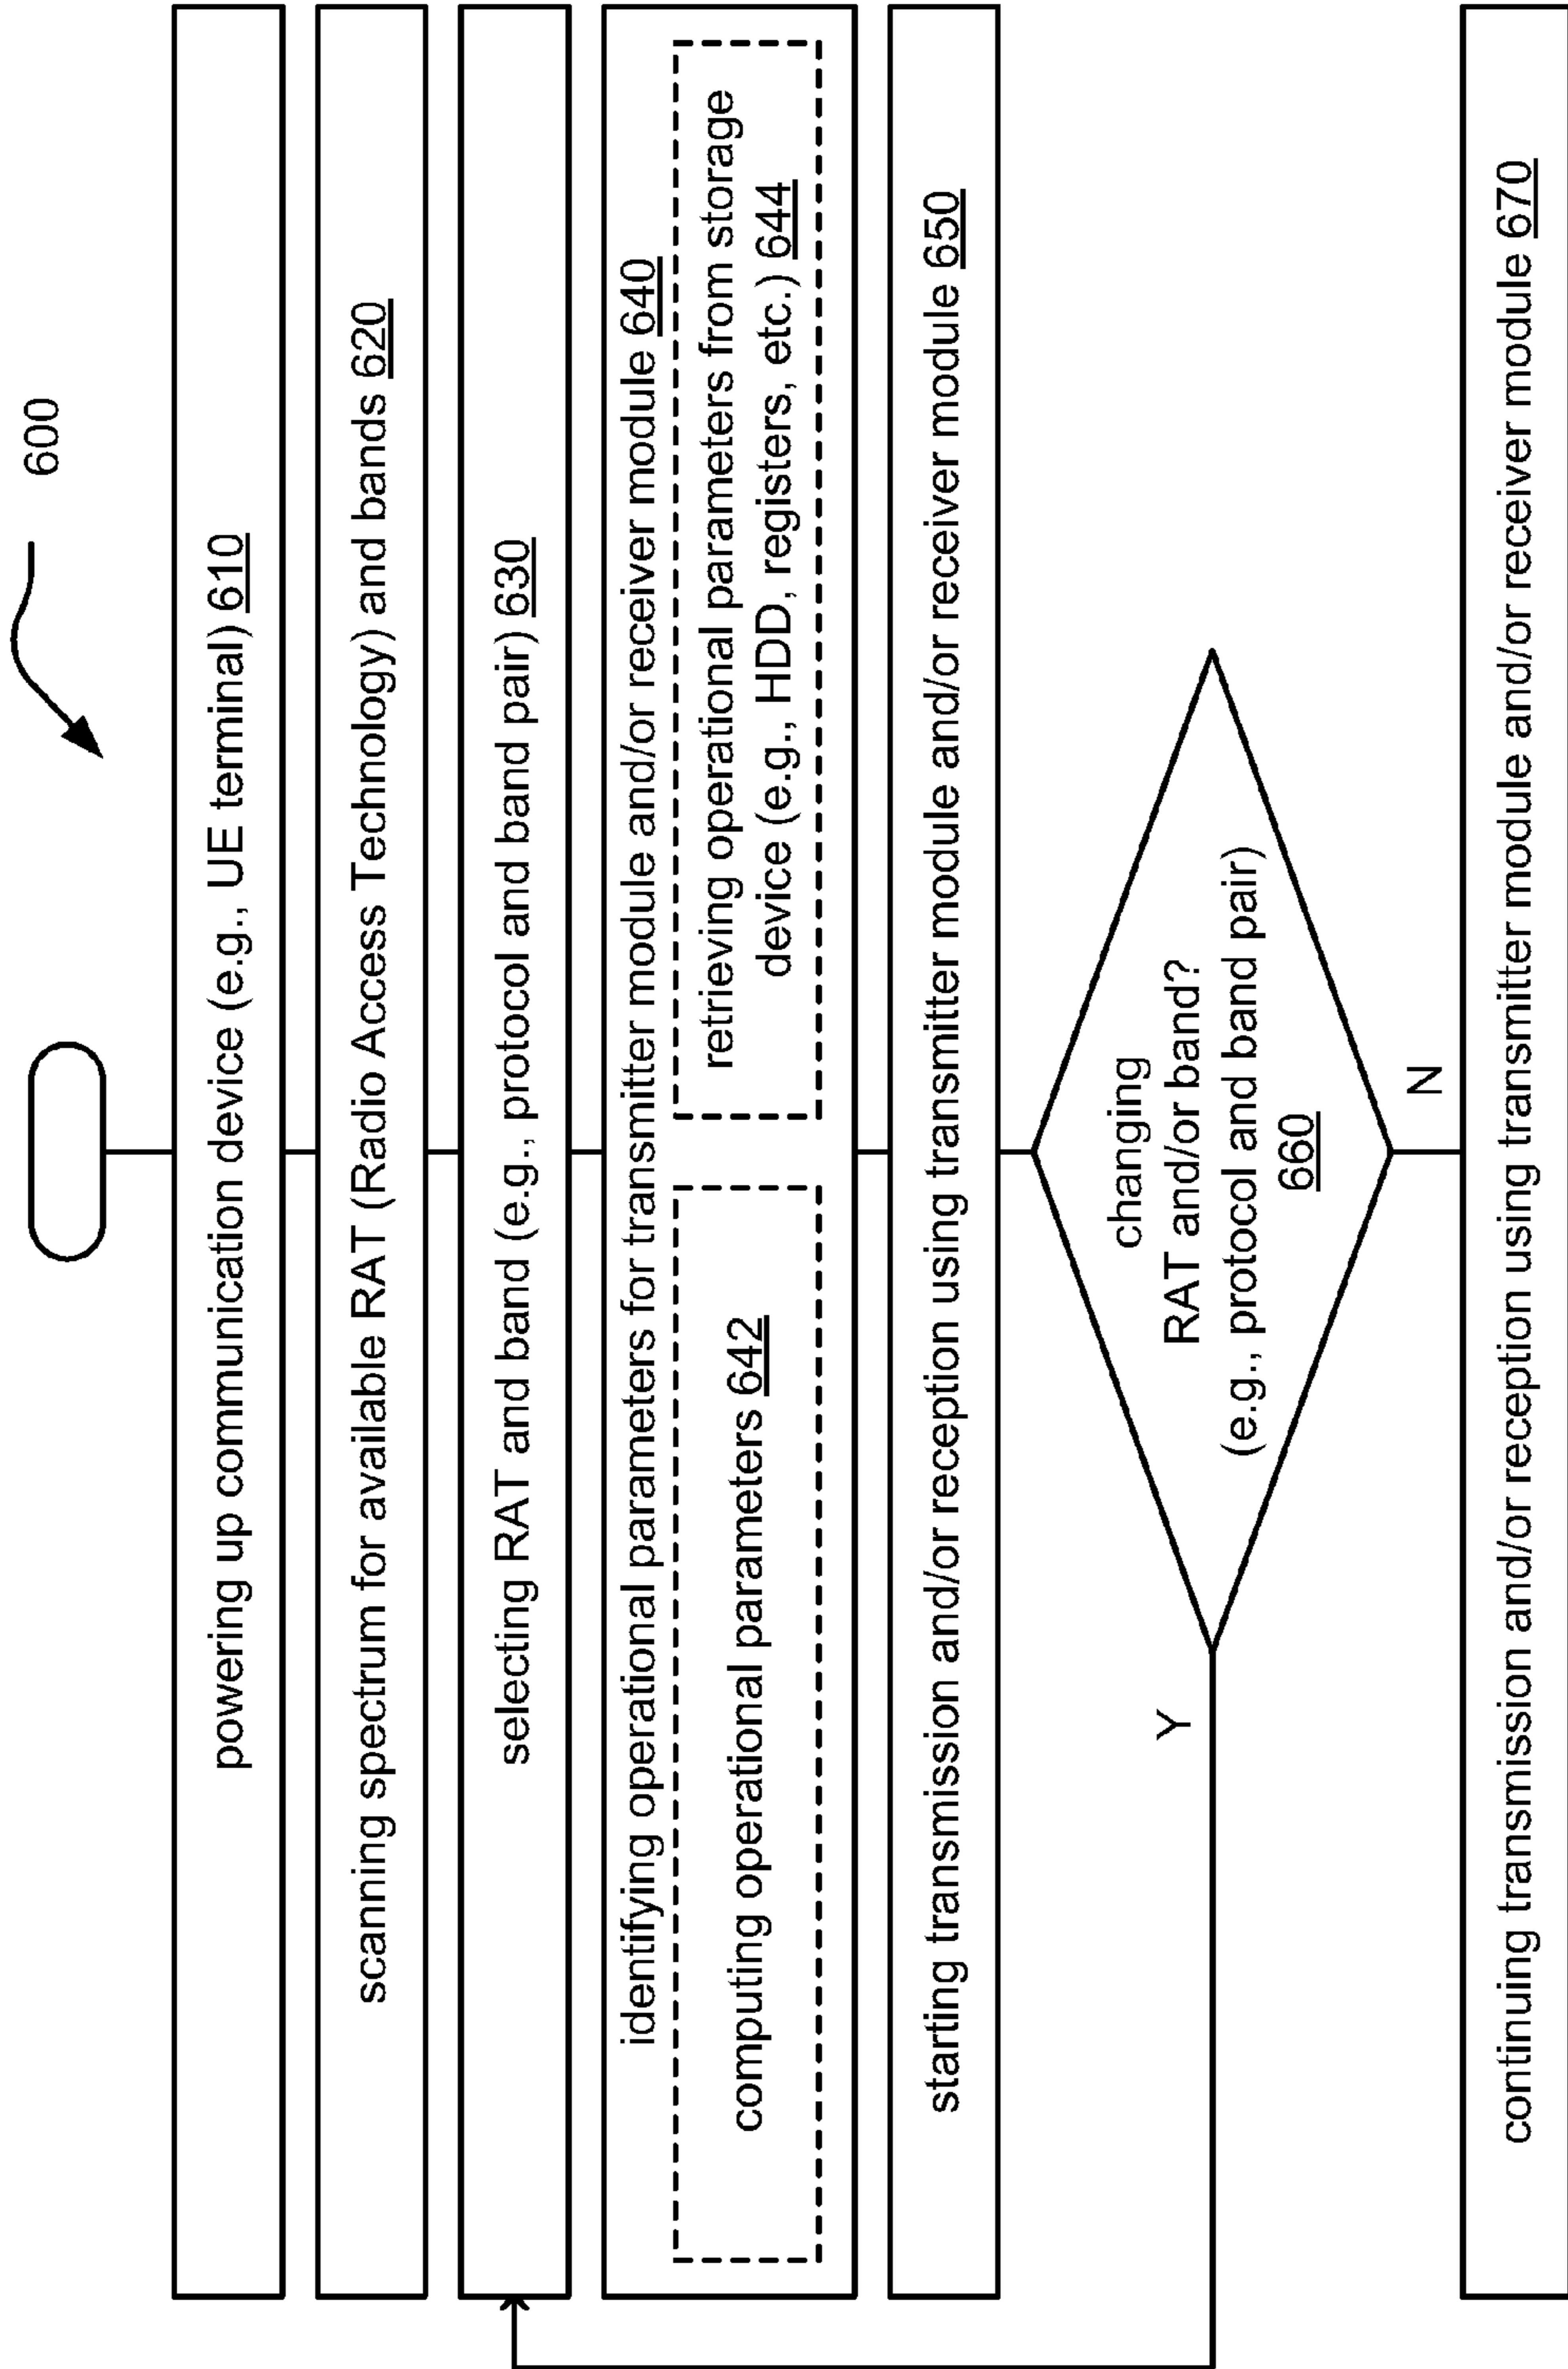 600
powering up communication device (e.g., UE terminal) 610
scanning spectrum for available RAT (Radio Access Technology) and bands 620
selecting RAT and band (e.g., protocol and band pair) 630
identifying operational parameters for transmitter module and/or receiver module 640
computing operational parameters 642
retrieving operational parameters from storage
device (e.g., HDD, registers, etc.) 644
starting transmission and/or reception using transmitter module and/or receiver module 650
changing
RAT and/or band?
(e.g., protocol and band pair)
660
Y
N
continuing transmission and/or reception using transmitter module and/or receiver module 670